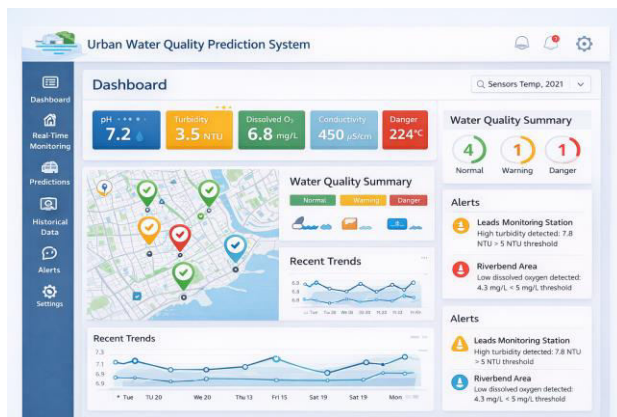 Urban Water Quality Prediction System
Dashboard
Real-Time
Monitoring
Predictions
Historical
Data
Alerts
Settings
Dashboard
Sensors Temp, 2021
pH
7.2
Turbidity
3.5 NTU
Dissolved O₂
6.8 mg/L
Conductivity
450 µS/cm
Danger
224°C
Water Quality Summary
Normal
Warning
Danger
Recent Trends
Recent Trends
7.3
7.1
6.9
6.9
Tue
TU 20
We 20
Thu 13
Fri 15
Sat 19
Sat 19
Mon
Water Quality Summary
4
1
1
Normal
Warning
Danger
Alerts
Leads Monitoring Station
High turbidity detected: 7.8
NTU > 5 NTU threshold
Riverbend Area
Low dissolved oxygen detected:
4.3 mg/L < 5 mg/L threshold
Alerts
Leads Monitoring Station
High turbidity detected: 7.8 NTU
> 5 NTU threshold
Riverbend Area
Low dissolved oxygen detected:
4.3 mg/L < 5 mg/L threshold